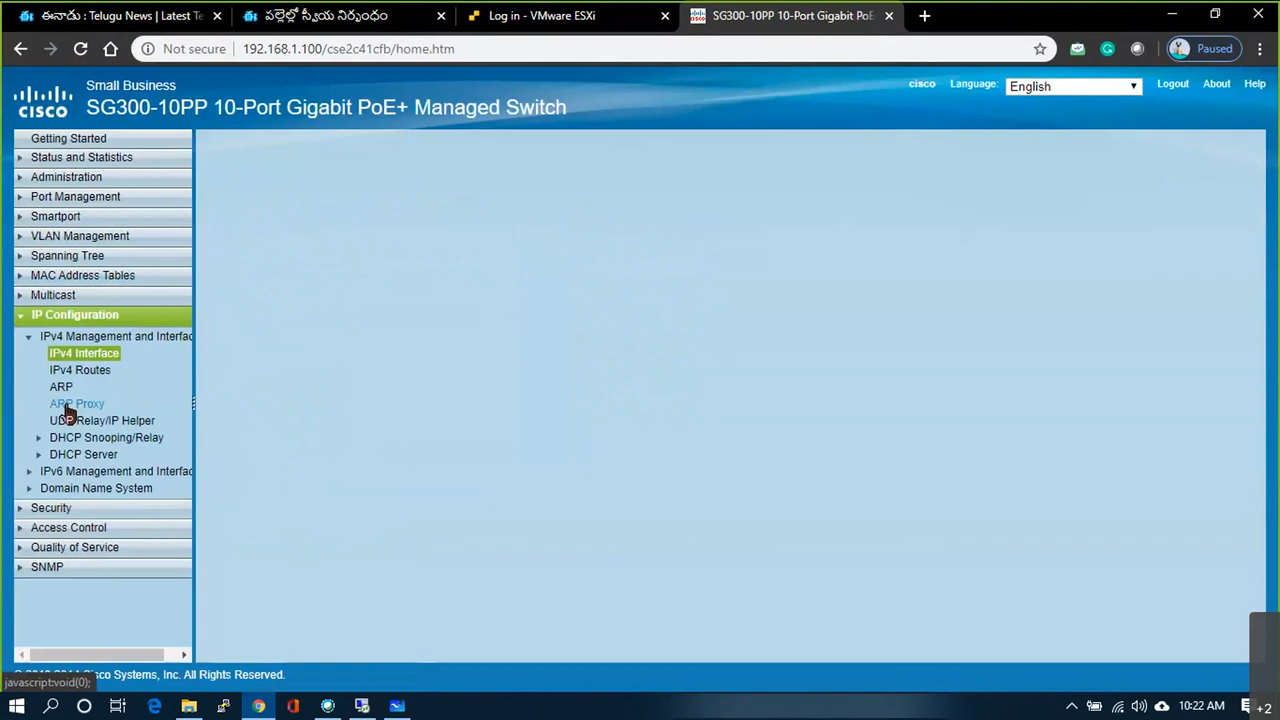 ఈనాడు : Telugu News | Latest Te
పల్లెల్లో స్వీయ నిర్బంధం
Log in - VMware ESXi
SG300-10PP 10-Port Gigabit PoE
Not secure
192.168.1.100/cse2c41cfb/home.htm
Paused
CISCO
Small Business
SG300-10PP 10-Port Gigabit PoE+ Managed Switch
cisco
Language:
English
Logout
About
Help
Getting Started
Status and Statistics
Administration
Port Management
Smartport
VLAN Management
Spanning Tree
MAC Address Tables
Multicast
IP Configuration
IPv4 Management and Interfac
IPv4 Interface
IPv4 Routes
ARP
ARP Proxy
UDP Relay/IP Helper
DHCP Snooping/Relay
DHCP Server
IPv6 Management and Interfac
Domain Name System
Security
Access Control
Quality of Service
SNMP
Cisco Systems, Inc. All Rights Reserved.
javascript:void(0);
10:22 AM
+2